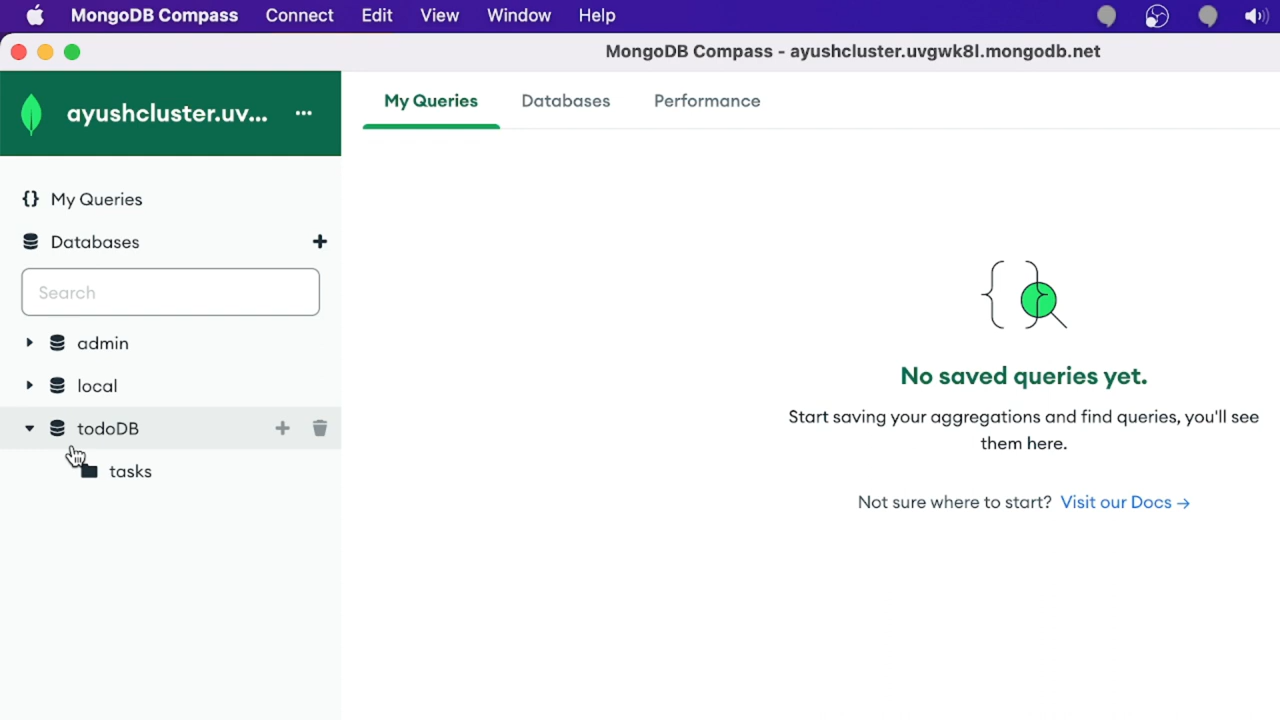 MongoDB Compass Connect Edit View Window Help
MongoDB Compass - ayushcluster.uvgwk8l.mongodb.net
ayushcluster.uv... ...
My Queries Databases Performance
{} My Queries
Databases +
Search
admin
local
todoDB +
tasks
No saved queries yet.
Start saving your aggregations and find queries, you'll see
them here.
Not sure where to start? Visit our Docs →